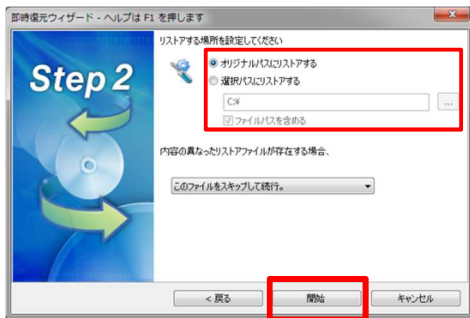 即時復元ウィザード - ヘルプは F1 を押します
リストアする場所を設定してください
Step 2
オリジナルパスにリストアする
選択パスにリストアする
C:¥
...
ファイルパスを含める
内容の異なったリストアファイルが存在する場合、
このファイルをスキップして続行。
< 戻る
開始
キャンセル